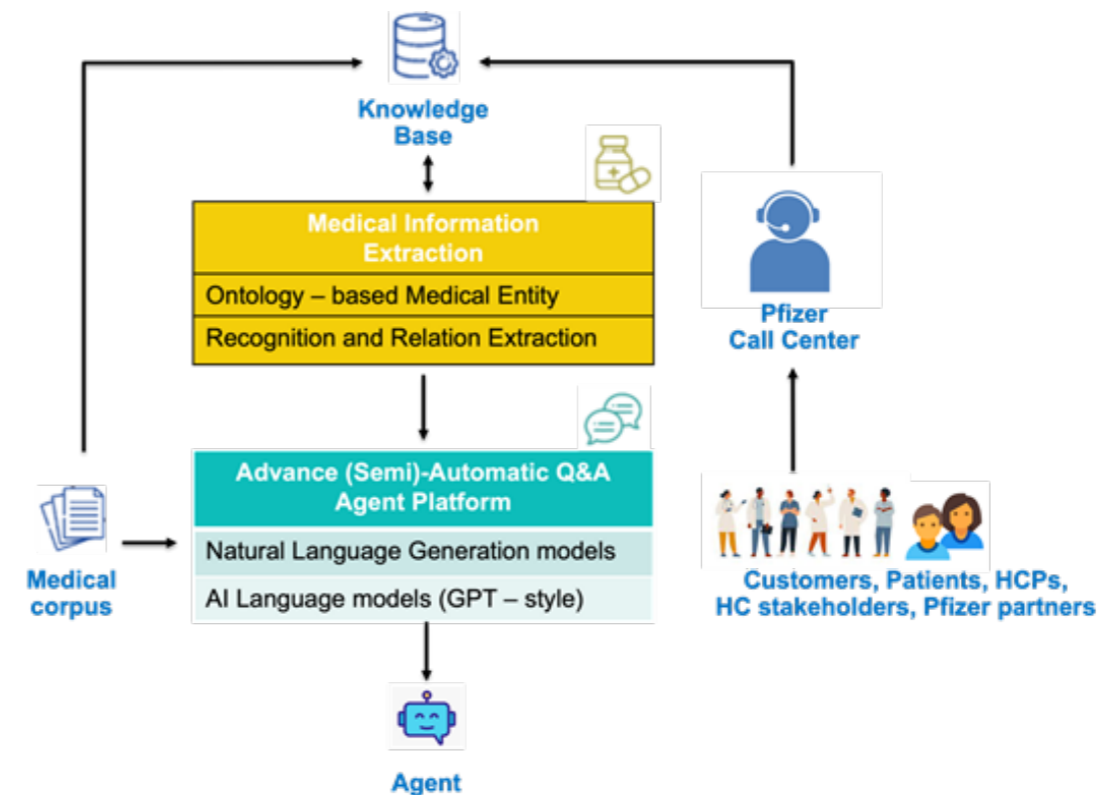 Knowledge
Base
Medical Information
Extraction
Ontology – based Medical Entity
Recognition and Relation Extraction
Pfizer
Call Center
Advance (Semi)-Automatic Q&A
Agent Platform
Natural Language Generation models
AI Language models (GPT – style)
Medical
corpus
Customers, Patients, HCPs,
HC stakeholders, Pfizer partners
Agent